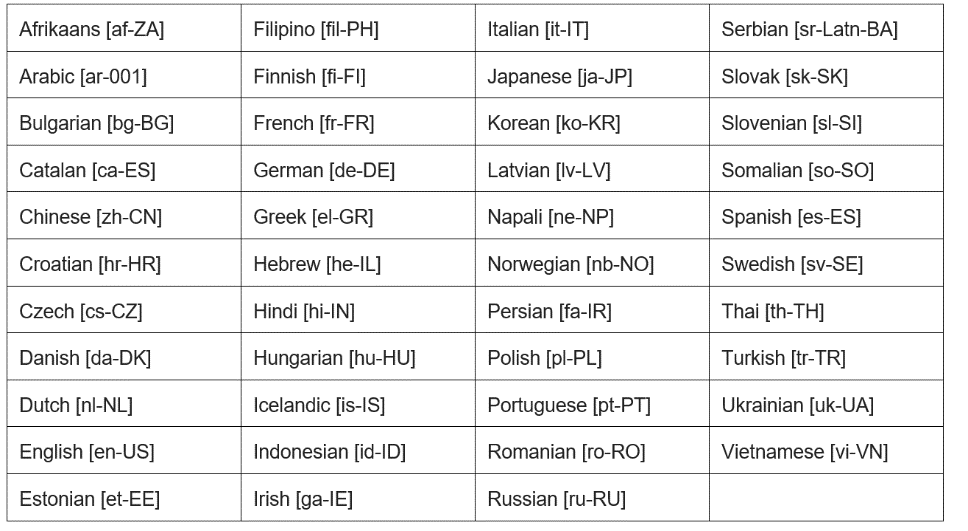 Afrikaans [af-ZA] Filipino [fil-PH] Italian [it-IT] Serbian [sr-Latn-BA]
Arabic [ar-001] Finnish [fi-FI] Japanese [ja-JP] Slovak [sk-SK]
Bulgarian [bg-BG] French [fr-FR] Korean [ko-KR] Slovenian [sl-SI]
Catalan [ca-ES] German [de-DE] Latvian [lv-LV] Somalian [so-SO]
Chinese [zh-CN] Greek [el-GR] Napali [ne-NP] Spanish [es-ES]
Croatian [hr-HR] Hebrew [he-IL] Norwegian [nb-NO] Swedish [sv-SE]
Czech [cs-CZ] Hindi [hi-IN] Persian [fa-IR] Thai [th-TH]
Danish [da-DK] Hungarian [hu-HU] Polish [pl-PL] Turkish [tr-TR]
Dutch [nl-NL] Icelandic [is-IS] Portuguese [pt-PT] Ukrainian [uk-UA]
English [en-US] Indonesian [id-ID] Romanian [ro-RO] Vietnamese [vi-VN]
Estonian [et-EE] Irish [ga-IE] Russian [ru-RU]